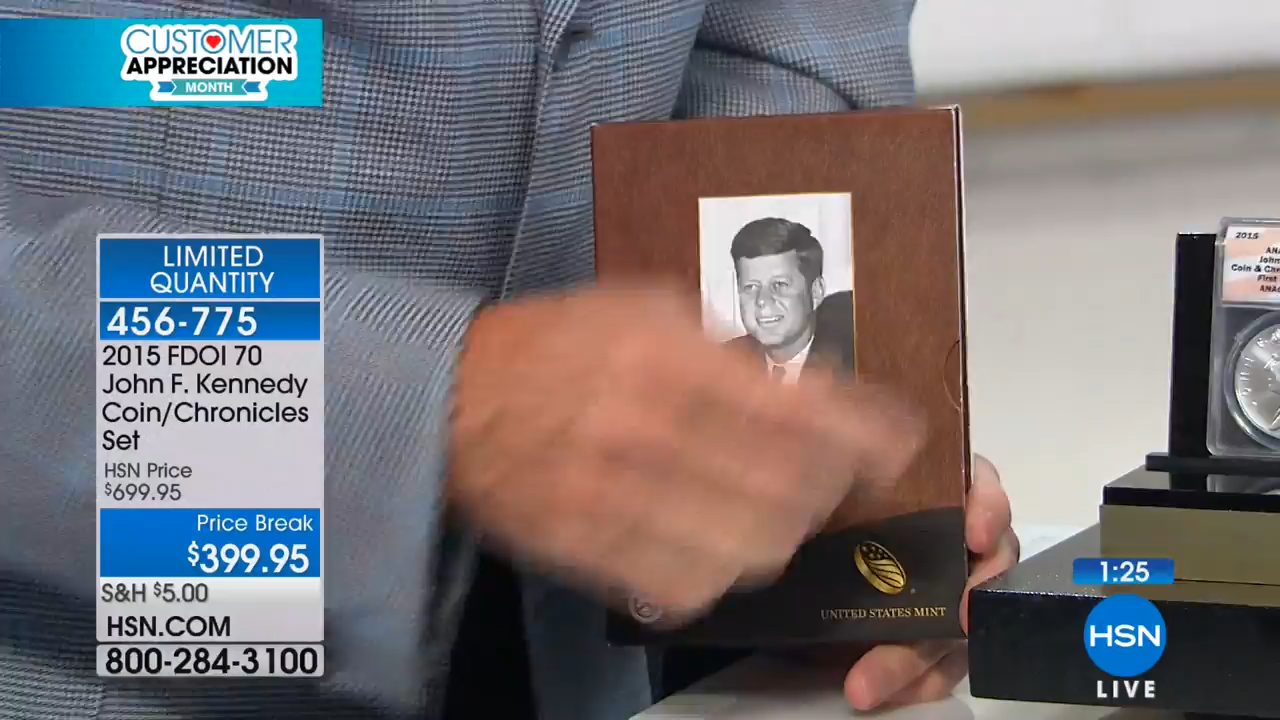 CUSTOMER
APPRECIATION
MONTH
LIMITED
QUANTITY
456-775
2015 FDOI 70
John F. Kennedy
Coin/Chronicles
Set
HSN Price
$699.95
Price Break
$399.95
S&H $5.00
HSN.COM
800-284-3100
UNITED STATES MINT
2015
First
1:25
HSN
LIVE